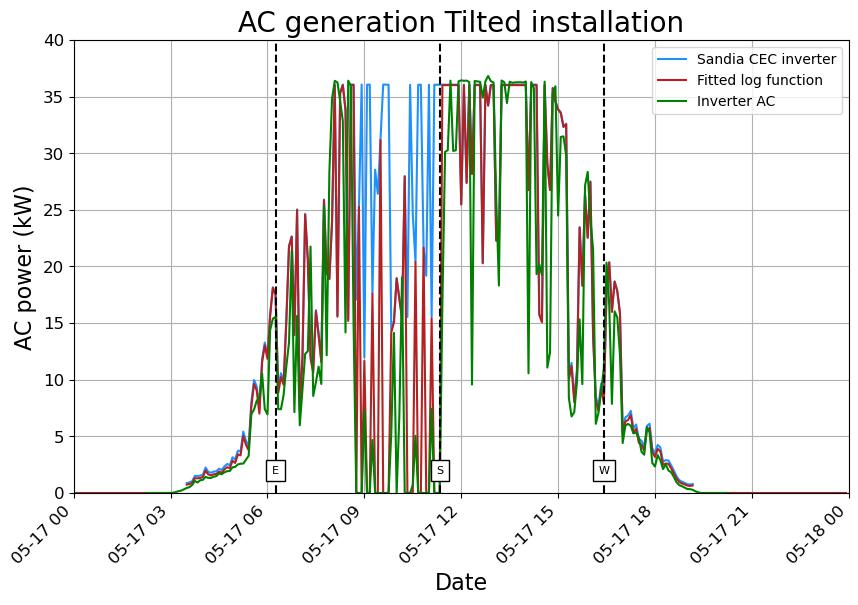 AC generation Tilted installation
AC power (kW)
40
35
30
25
20
15
10
5
0
Sandia CEC inverter
Fitted log function
Inverter AC
E
S
W
05-17 00
05-17 03
05-17 06
05-17 09
05-17 12
05-17 15
05-17 18
05-17 21
05-18 00
Date